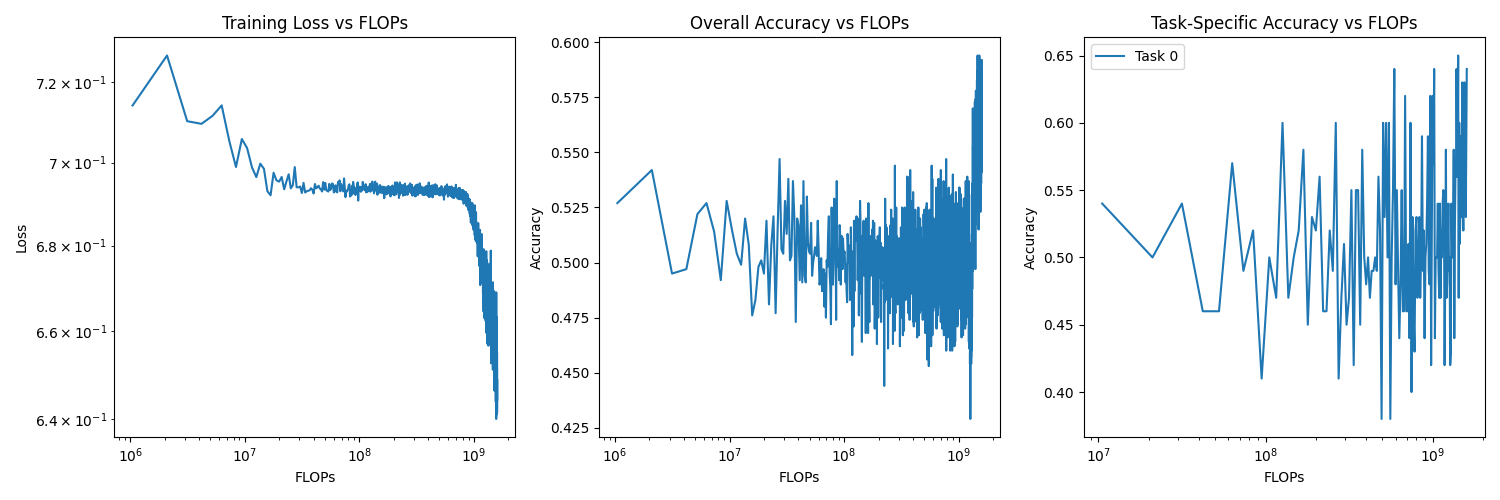 Training Loss vs FLOPs
Loss
7.2 × 10⁻¹
7 × 10⁻¹
6.8 × 10⁻¹
6.6 × 10⁻¹
6.4 × 10⁻¹
10⁶ 10⁷ 10⁸ 10⁹
FLOPs
Overall Accuracy vs FLOPs
Accuracy
0.600
0.575
0.550
0.525
0.500
0.475
0.450
0.425
10⁶ 10⁷ 10⁸ 10⁹
FLOPs
Task-Specific Accuracy vs FLOPs
Task 0
Accuracy
0.65
0.60
0.55
0.50
0.45
0.40
10⁷ 10⁸ 10⁹
FLOPs